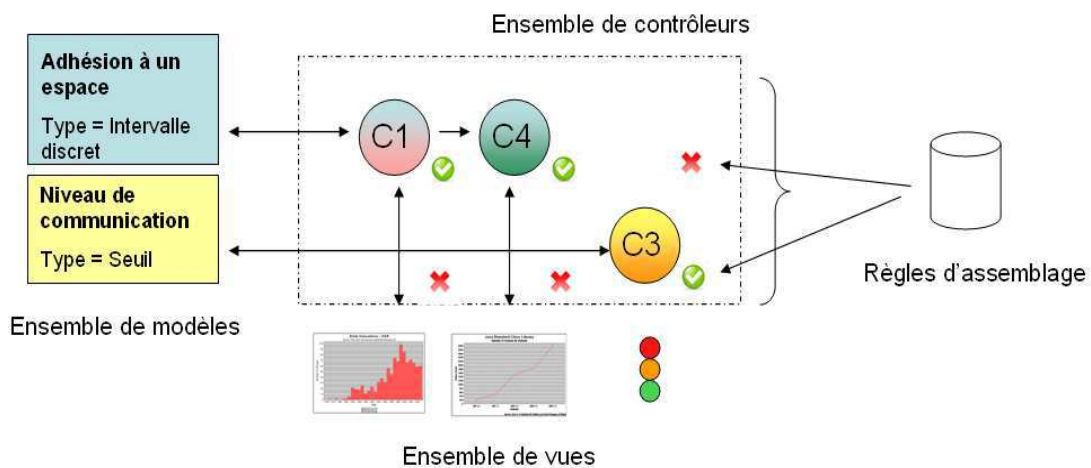 Ensemble de contrôleurs
Adhésion à un
espace
Type = Intervalle
discret
C1
C4
Niveau de
communication
Type = Seuil
C3
Règles d'assemblage
Ensemble de modèles
Ensemble de vues